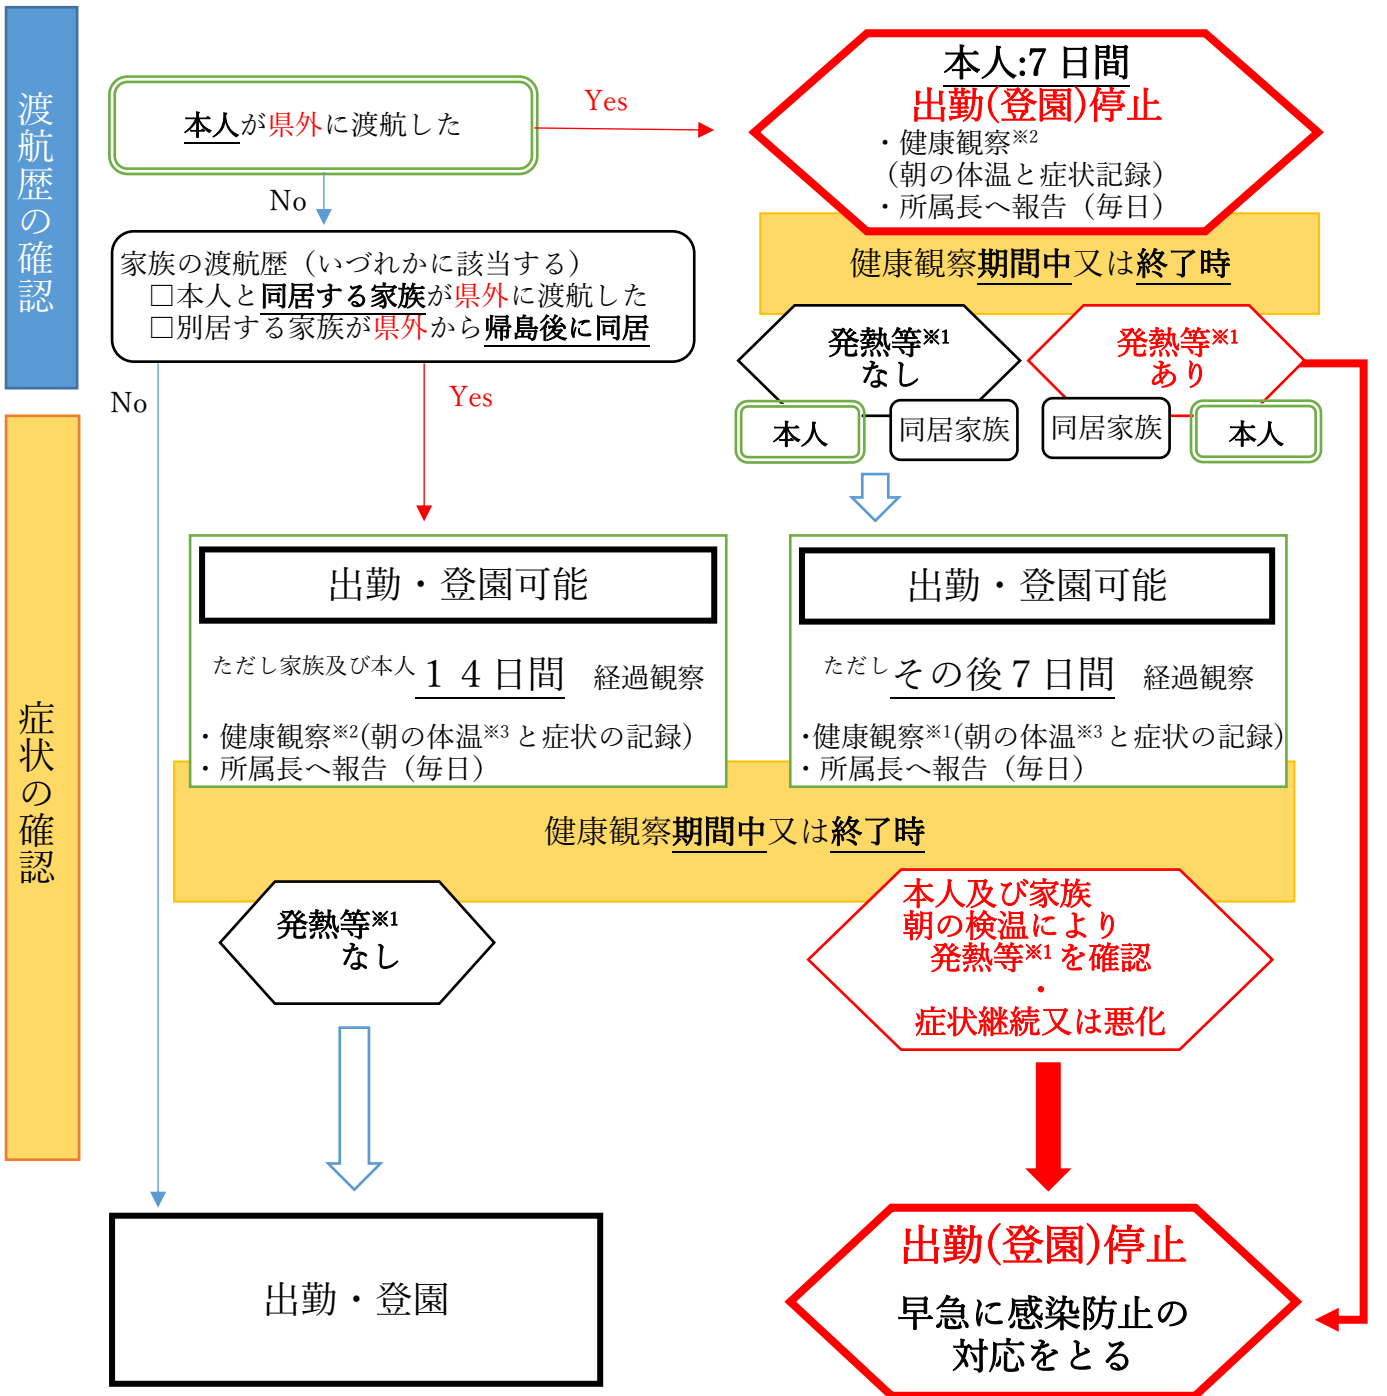 渡航歴の確認
本人が県外に渡航した
Yes
No
本人:7 日間
出勤(登園)停止
・健康観察※2
（朝の体温と症状記録）
・所属長へ報告（毎日）
家族の渡航歴（いづれかに該当する）
□本人と同居する家族が県外に渡航した
□別居する家族が県外から帰島後に同居
健康観察期間中又は終了時
発熱等※1
なし
本人
同居家族
発熱等※1
あり
同居家族
本人
No
Yes
症状の確認
出勤・登園可能
ただし家族及び本人１４日間　経過観察
・健康観察※2(朝の体温※3 と症状の記録）
・所属長へ報告（毎日）
出勤・登園可能
ただしその後７日間　経過観察
・健康観察※1(朝の体温※3 と症状の記録）
・所属長へ報告（毎日）
健康観察期間中又は終了時
発熱等※1
なし
本人及び家族
朝の検温により
発熱等※1 を確認
・
症状継続又は悪化
出勤・登園
出勤(登園)停止
早急に感染防止の
対応をとる